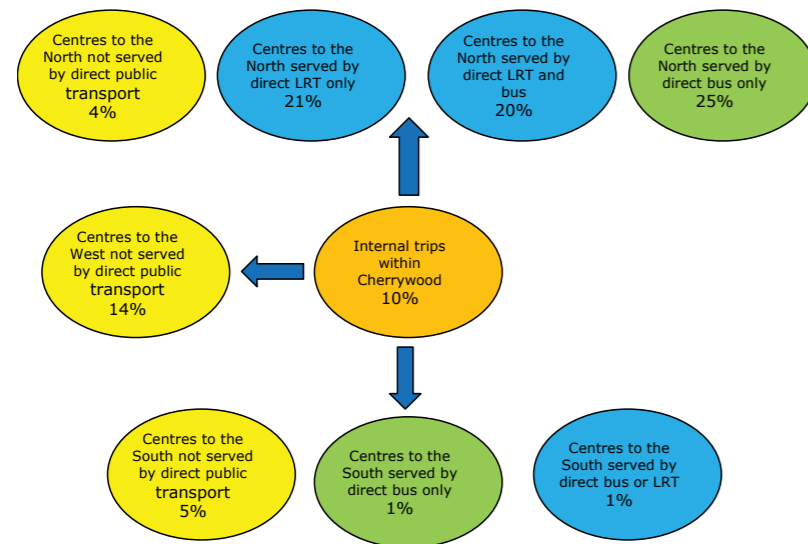 Centres to the
North not served
by direct public
transport
4%
Centres to the
North served by
direct LRT only
21%
Centres to the
North served by
direct LRT and
bus
20%
Centres to the
North served by
direct bus only
25%
Centres to the
West not served
by direct public
transport
14%
Internal trips
within
Cherrywood
10%
Centres to the
South not served
by direct public
transport
5%
Centres to the
South served by
direct bus only
1%
Centres to the
South served by
direct bus or LRT
1%